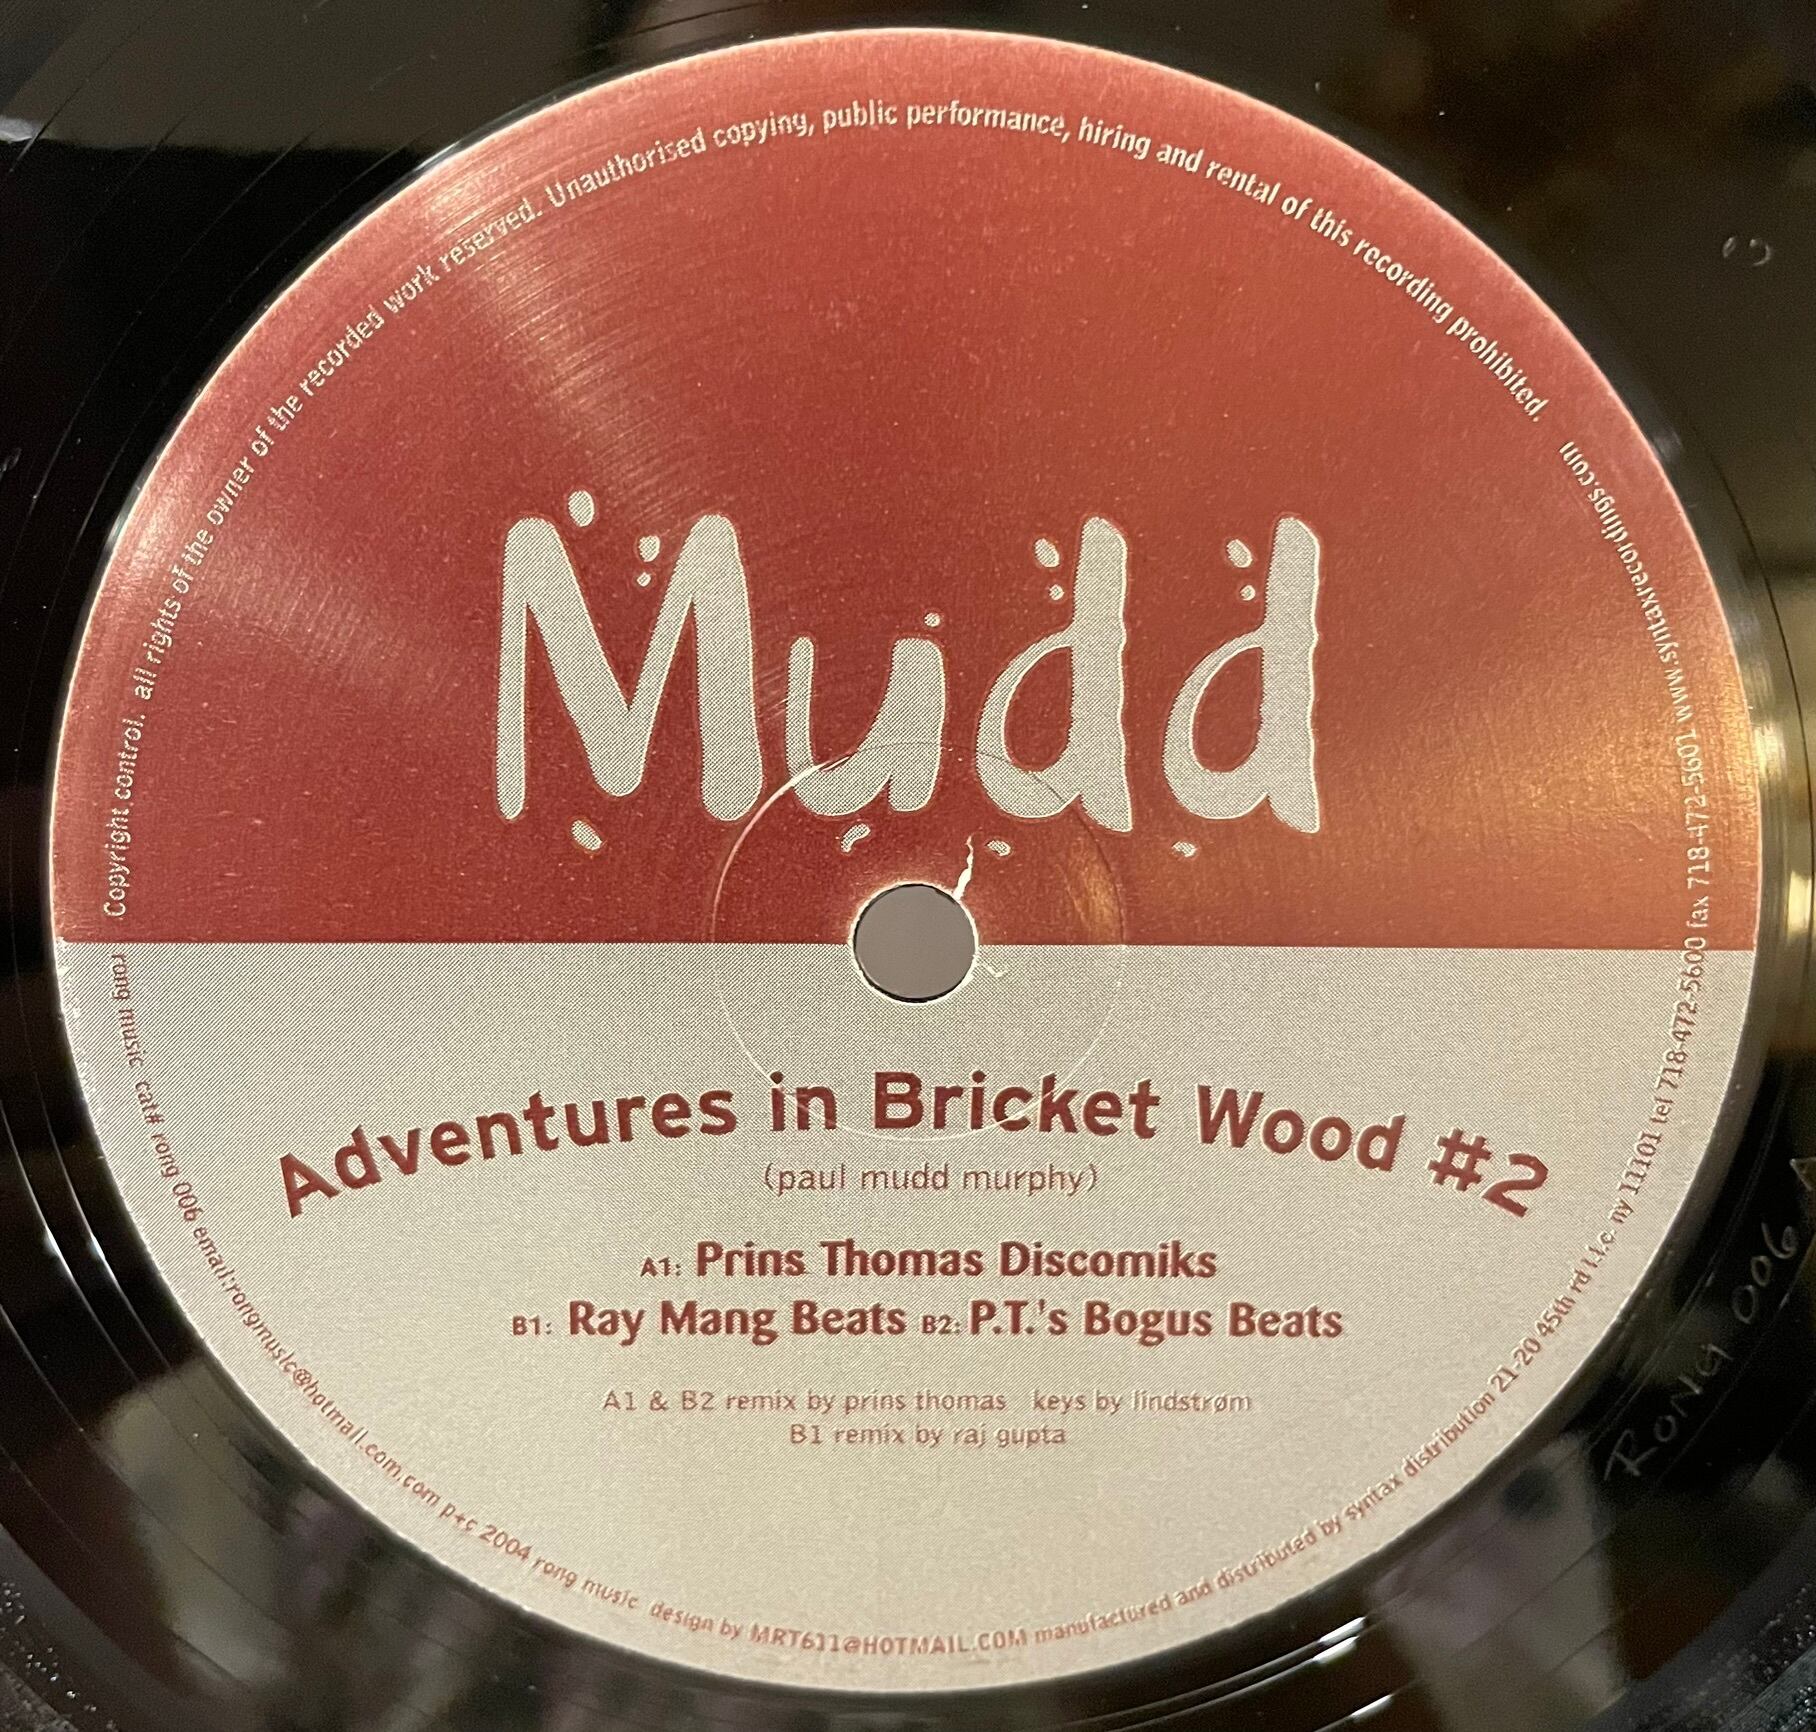 Copyright control. all rights of the owner of the recorded work reserved. Unauthorised copying, public performance, hiring and rental of this recording prohibited.
Mudd
Adventures in Bricket Wood #2
(paul mudd murphy)
A1: Prins Thomas Discomiks
B1: Ray Mang Beats B2: P.T.'s Bogus Beats
A1 & B2 remix by prins thomas keys by lindstrøm
B1 remix by raj gupta
rong music cat# rong 006 email:rongmusic@hotmail.com.com p+c 2004 rong music design by MRT611@HOTMAIL.COM manufactured and distributed by syntax distribution 21-20 45th rd l.i.c. ny 11101 tel 718-472-5600 fax 718-472-5601 www.syntaxrecordings.com
RONG 006